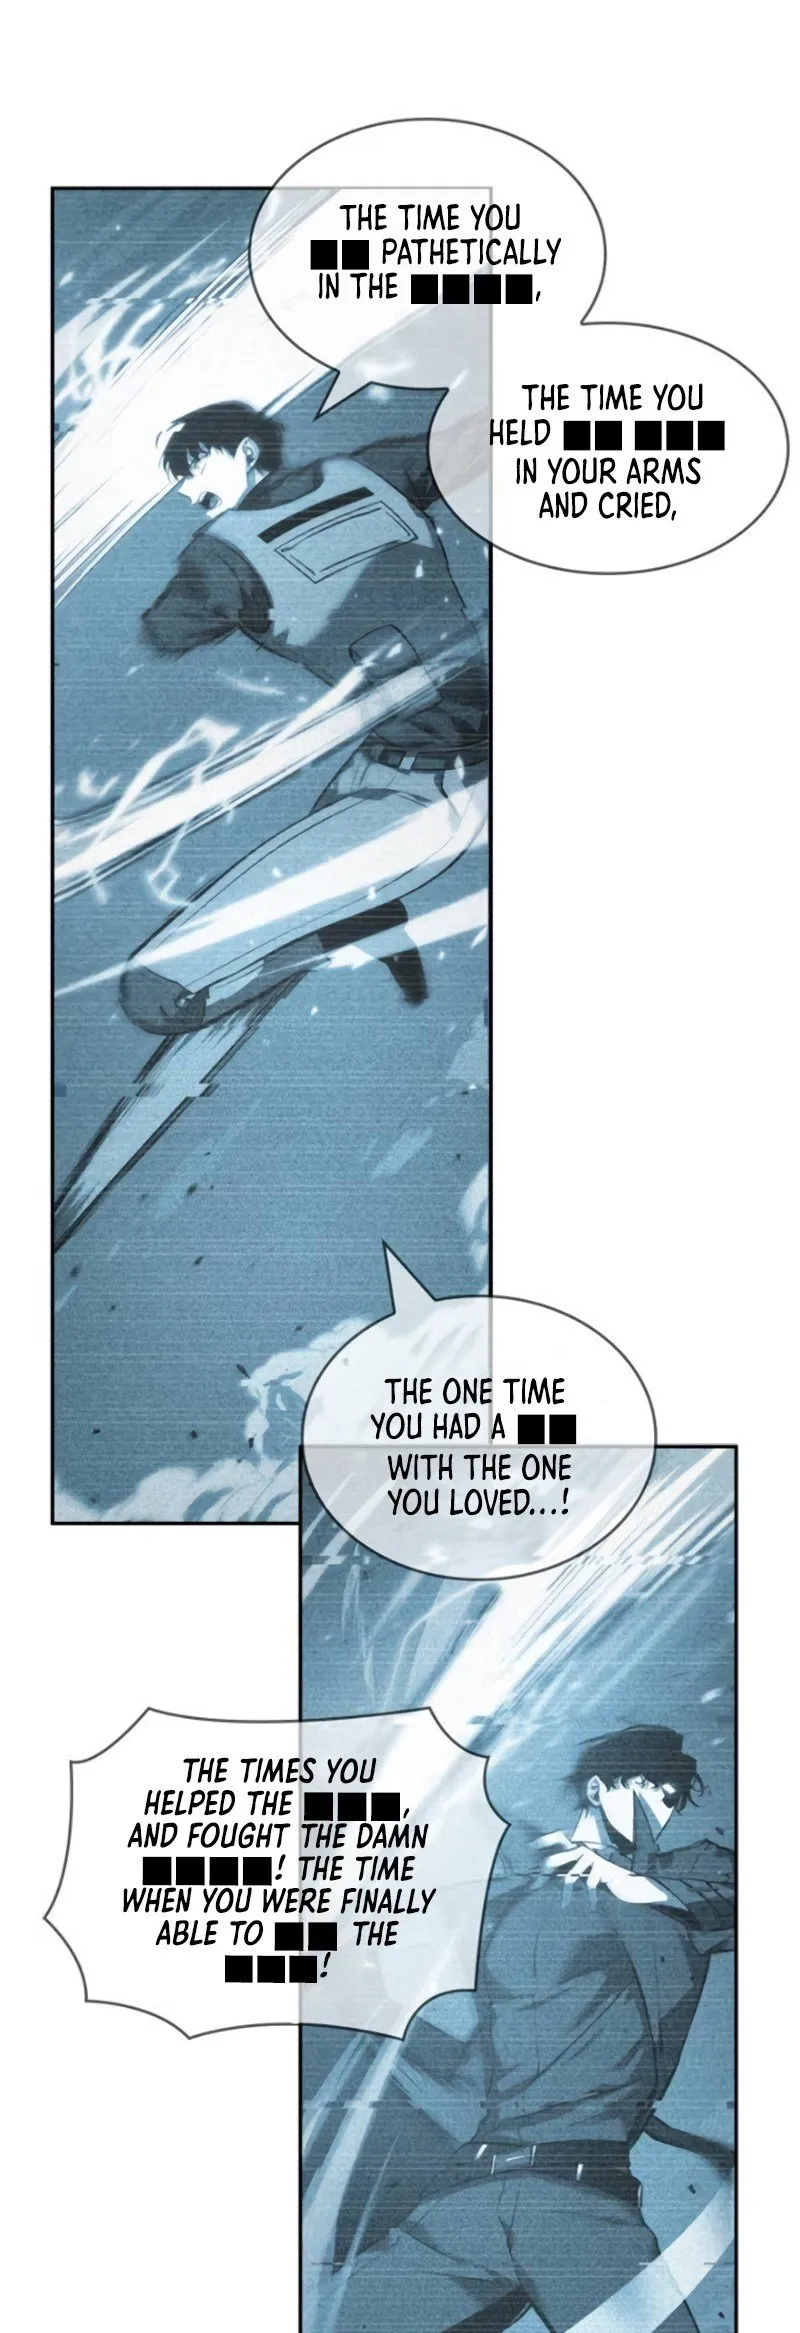 THE TIME YOU
■■ PATHETICALLY
IN THE ■■■■,
THE TIME YOU
HELD ■■ ■■■
IN YOUR ARMS
AND CRIED,
THE ONE TIME
YOU HAD A ■■
WITH THE ONE
YOU LOVED...!
THE TIMES YOU
HELPED THE ■■■,
AND FOUGHT THE DAMN
■■■■! THE TIME
WHEN YOU WERE FINALLY
ABLE TO ■■ THE
■■■!